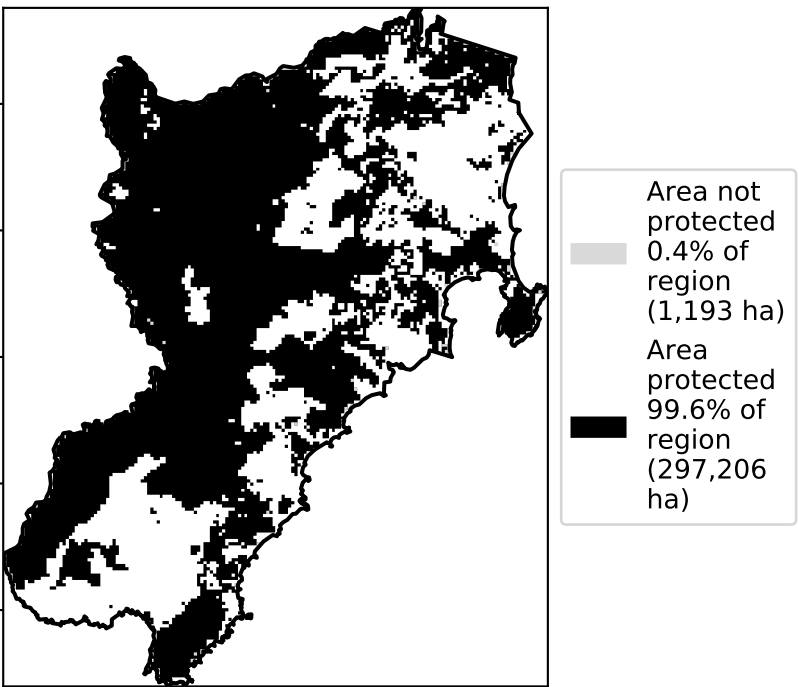 Area not
protected
0.4% of
region
(1,193 ha)
Area
protected
99.6% of
region
(297,206
ha)